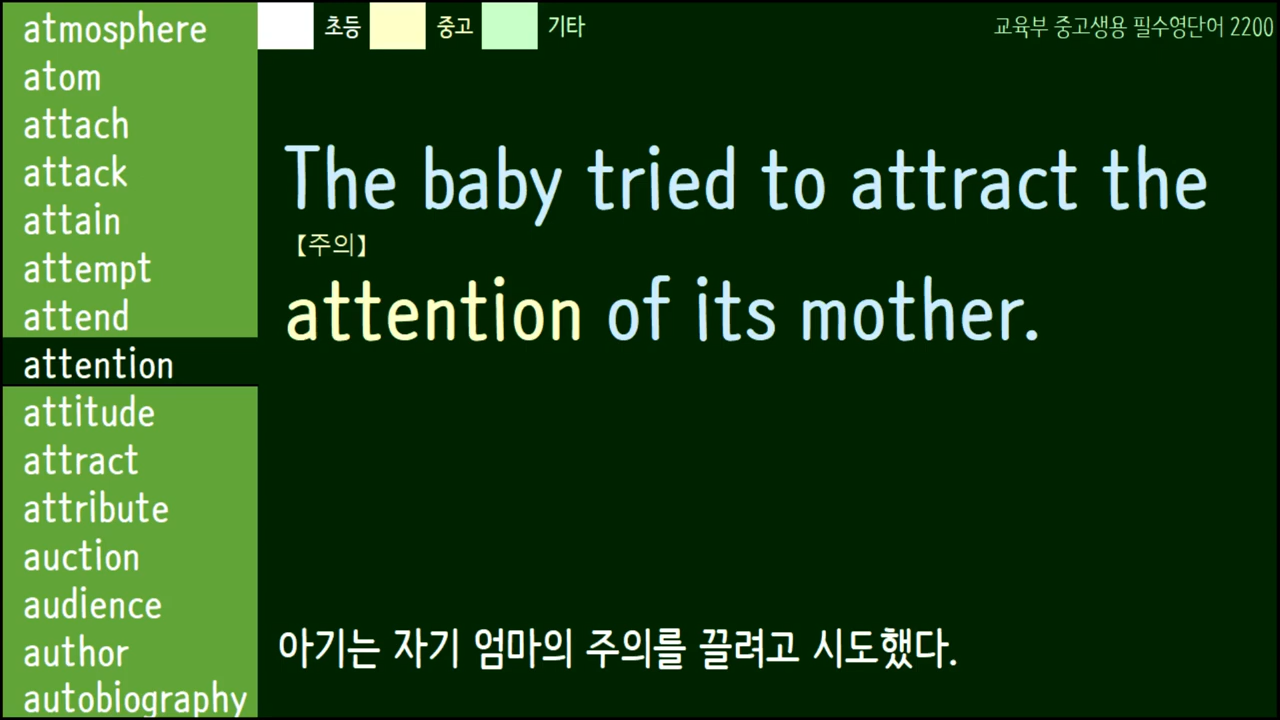 atmosphere
atom
attach
attack
attain
attempt
attend
attention
attitude
attract
attribute
auction
audience
author
autobiography
초등 중고 기타
교육부 중고생용 필수영단어 2200
The baby tried to attract the
【주의】
attention of its mother.
아기는 자기 엄마의 주의를 끌려고 시도했다.